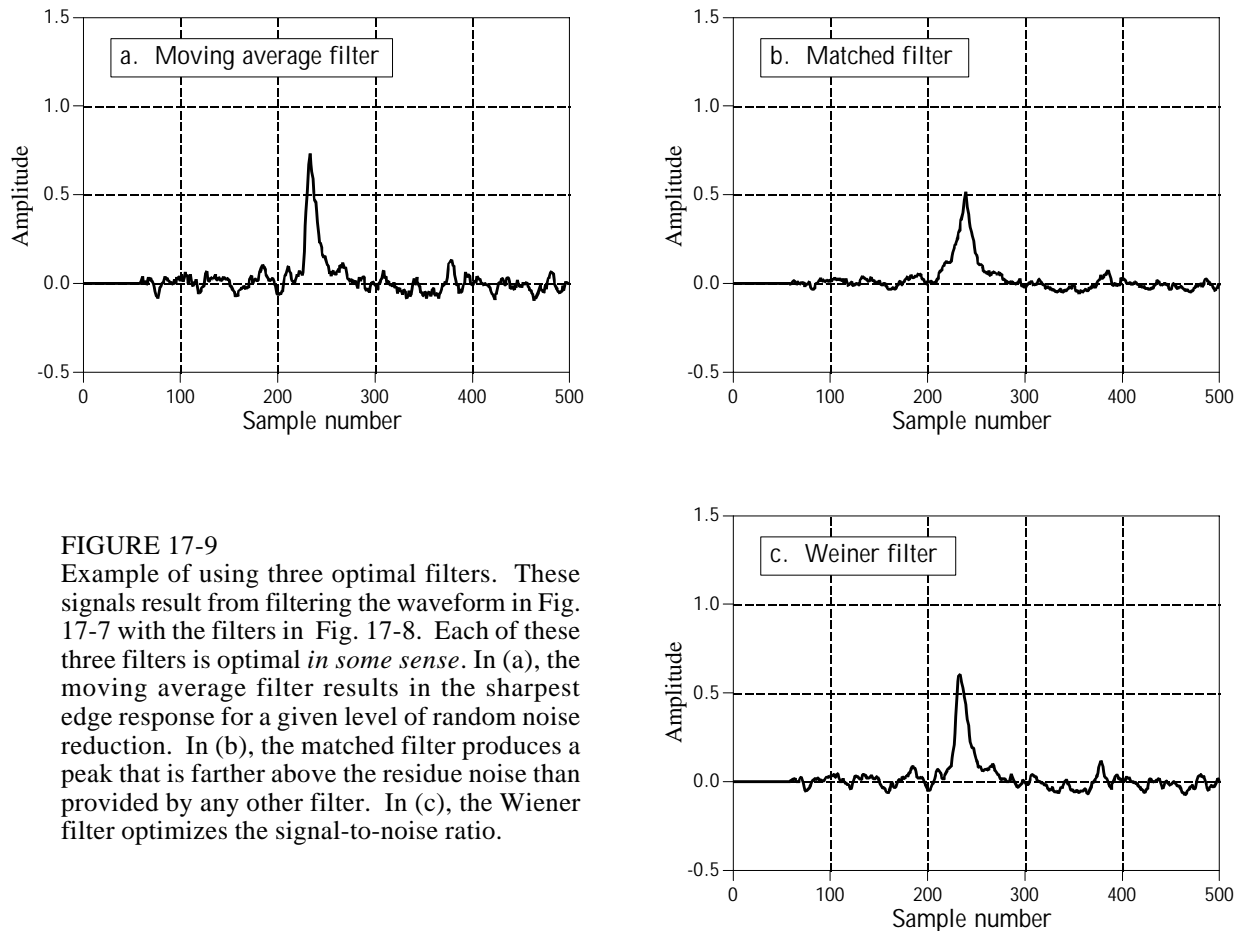 1.5
1.0
0.5
0.0
-0.5
Amplitude
a. Moving average filter
0 100 200 300 400 500
Sample number
1.5
1.0
0.5
0.0
-0.5
Amplitude
b. Matched filter
0 100 200 300 400 500
Sample number
FIGURE 17-9
Example of using three optimal filters. These
signals result from filtering the waveform in Fig.
17-7 with the filters in Fig. 17-8. Each of these
three filters is optimal in some sense. In (a), the
moving average filter results in the sharpest
edge response for a given level of random noise
reduction. In (b), the matched filter produces a
peak that is farther above the residue noise than
provided by any other filter. In (c), the Wiener
filter optimizes the signal-to-noise ratio.
1.5
1.0
0.5
0.0
-0.5
Amplitude
c. Weiner filter
0 100 200 300 400 500
Sample number